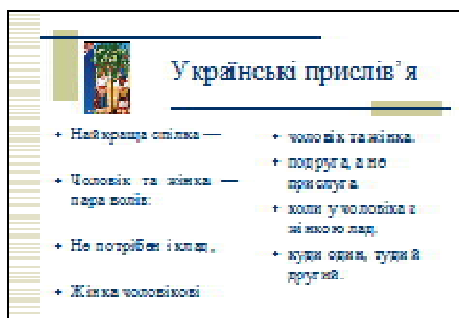 Українські прислів’я
Найкраща спілка —
Чоловік та жінка —
пара волів:
Не потрібен і клад,
Жінка чоловікові
чоловік та жінка.
подруга, а не
прислуга.
коли у чоловіка з
жінкою лад.
куди один, туди й
другий.